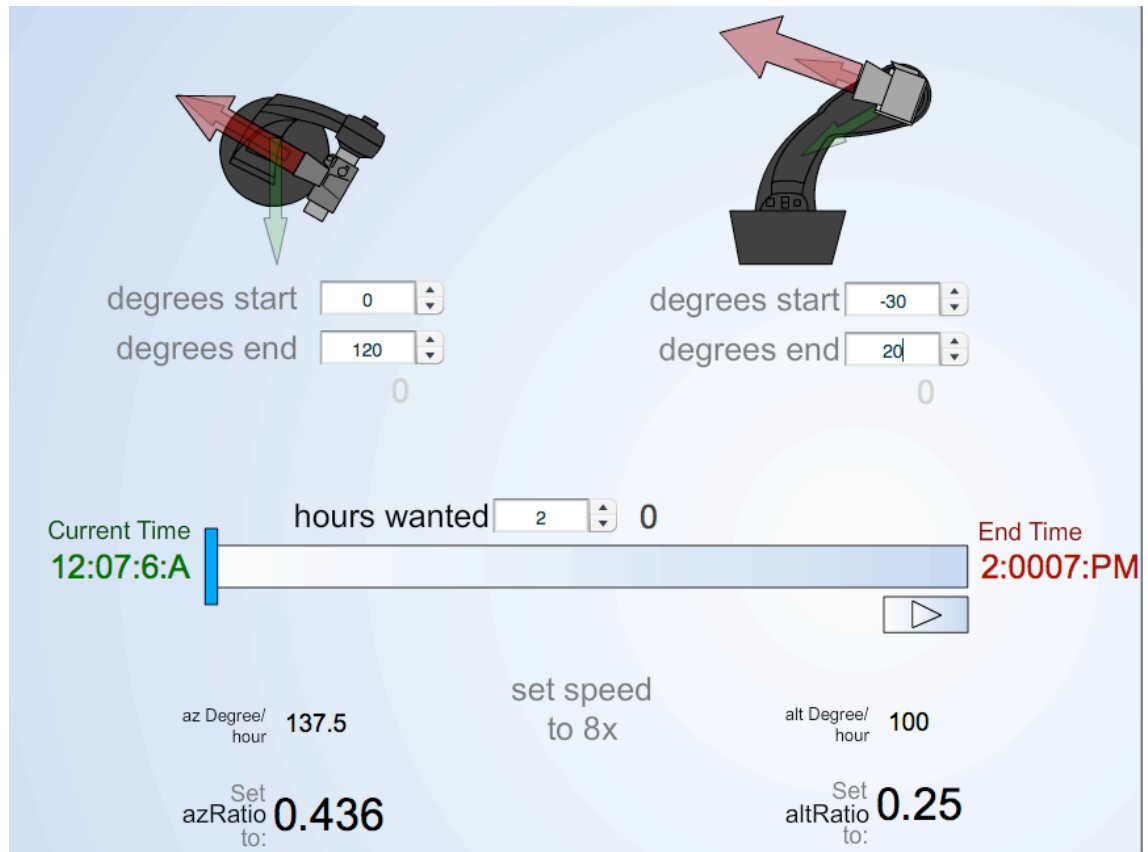 degrees start 0
degrees end 120
0
degrees start -30
degrees end 20
0
hours wanted 2 0
Current Time
12:07:6:A
End Time
2:0007:PM
set speed
to 8x
az Degree/
hour
137.5
alt Degree/
hour
100
Set
azRatio
to:
0.436
Set
altRatio
to:
0.25